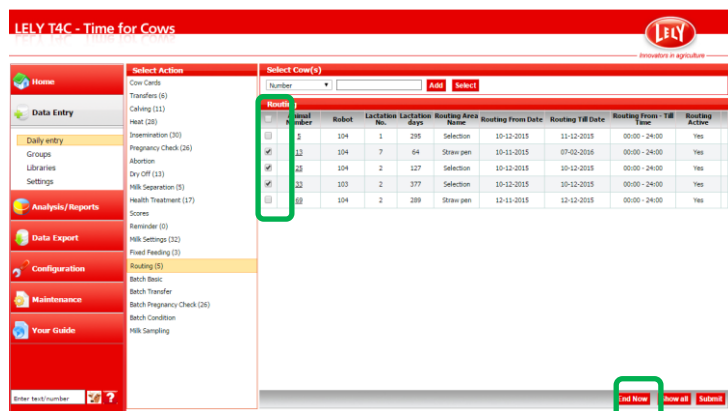 LELY T4C - Time for Cows
LELY
Innovators in agriculture
Home
Data Entry
Daily entry
Groups
Libraries
Settings
Analysis/Reports
Data Export
Configuration
Maintenance
Your Guide
Enter text/number
?
Select Action
Cow Cards
Transfers (6)
Calving (11)
Heat (28)
Insemination (30)
Pregnancy Check (26)
Abortion
Dry Off (13)
Milk Separation (5)
Health Treatment (17)
Scores
Reminder (0)
Milk Settings (32)
Fixed Feeding (3)
Routing (5)
Batch Basic
Batch Transfer
Batch Pregnancy Check (26)
Batch Condition
Milk Sampling
Select Cow(s)
Number Add Select
Routing
Animal Number Robot Lactation No. Lactation days Routing Area Name Routing From Date Routing Till Date Routing From - Till Time Routing Active
5 104 1 295 Selection 10-12-2015 11-12-2015 00:00 - 24:00 Yes
13 104 7 64 Straw pen 10-11-2015 07-02-2016 00:00 - 24:00 Yes
25 104 2 127 Selection 10-12-2015 10-12-2015 00:00 - 24:00 Yes
33 103 2 377 Selection 10-12-2015 10-12-2015 00:00 - 24:00 Yes
69 104 2 289 Straw pen 12-11-2015 12-12-2015 00:00 - 24:00 Yes
End Now Show all Submit